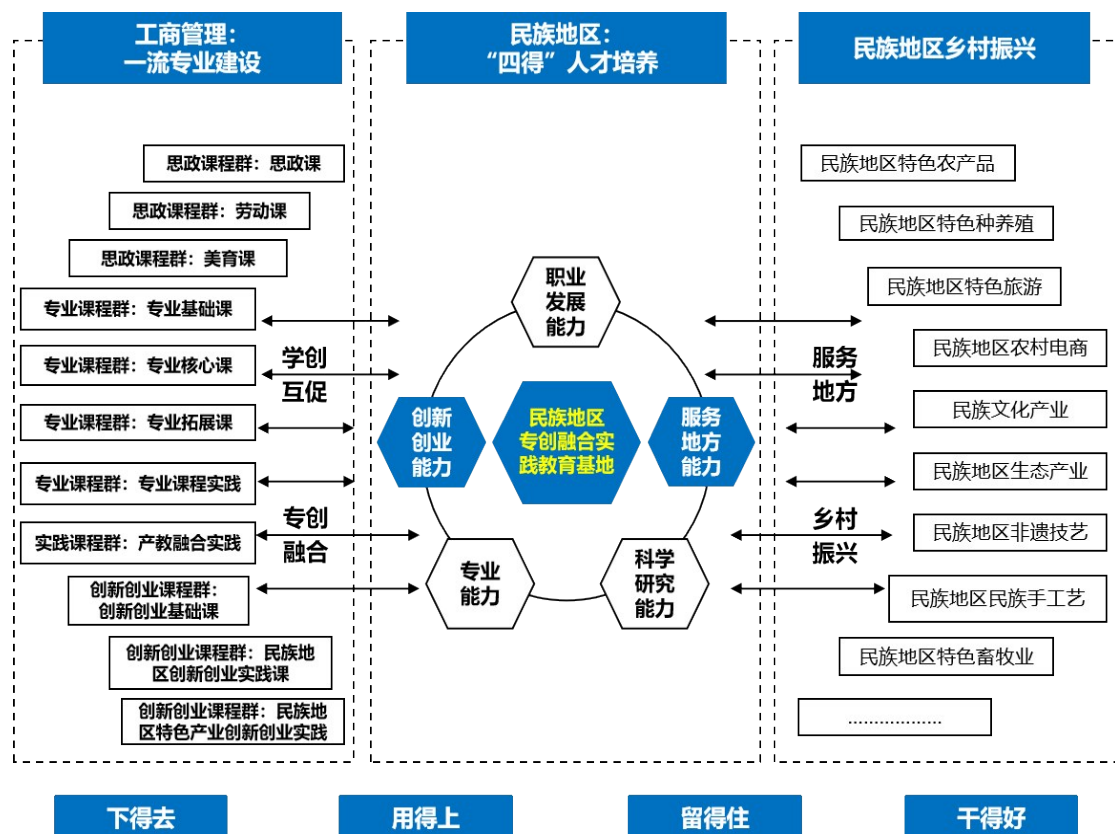 工商管理：
一流专业建设
民族地区：
“四得”人才培养
民族地区乡村振兴
思政课程群：思政课
思政课程群：劳动课
思政课程群：美育课
专业课程群：专业基础课
专业课程群：专业核心课
专业课程群：专业拓展课
专业课程群：专业课程实践
实践课程群：产教融合实践
创新创业课程群：
创新创业基础课
创新创业课程群：民族地
区创新创业实践课
创新创业课程群：民族地
区特色产业创新创业实践
学创
互促
专创
融合
职业
发展
能力
创新
创业
能力
民族地区
专创融合实
践教育基地
服务
地方
能力
专业
能力
科学
研究
能力
服务
地方
乡村
振兴
民族地区特色农产品
民族地区特色种养殖
民族地区特色旅游
民族地区农村电商
民族文化产业
民族地区生态产业
民族地区非遗技艺
民族地区民族手工艺
民族地区特色畜牧业
………………
下得去
用得上
留得住
干得好